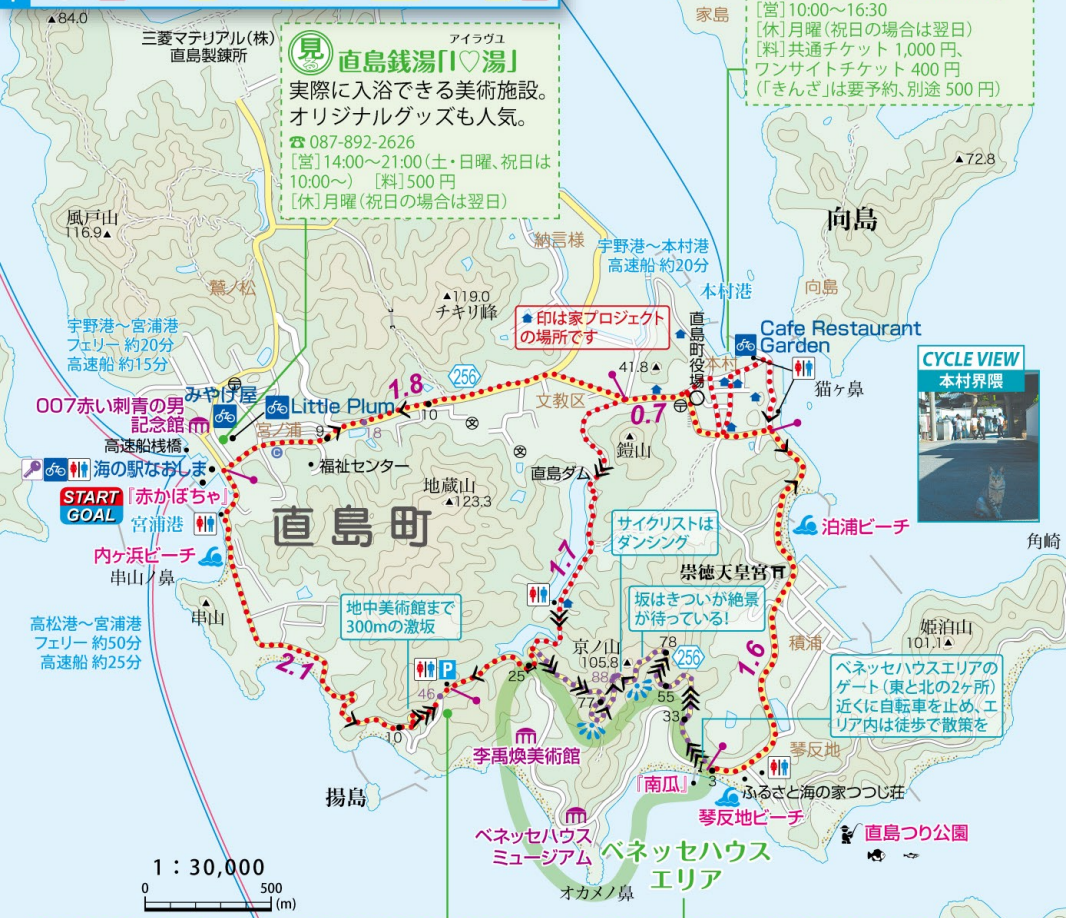 ▲84.0
三菱マテリアル(株)
直島製錬所
アイラヴユ
見 直島銭湯「I♡湯」
実際に入浴できる美術施設。
オリジナルグッズも人気。
☎087-892-2626
[営]14:00〜21:00(土・日曜、祝日は
10:00〜) [料]500円
[休]月曜(祝日の場合は翌日)
家島
[営]10:00〜16:30
[休]月曜(祝日の場合は翌日)
[料]共通チケット 1,000円、
ワンサイトチケット 400円
(「きんざ」は要予約、別途 500円)
▲72.8
向島
向島
風戸山
116.9▲
鷲ノ松
納言様
宇野港〜本村港
高速船 約20分
本村港
▲119.0
チキリ峰
印は家プロジェクト
の場所です
直島町役場
本村
41.8▲
Cafe Restaurant
Garden
猫ヶ鼻
CYCLE VIEW
本村界隈
宇野港〜宮浦港
フェリー 約20分
高速船 約15分
みやげ屋
Little Plum
007赤い刺青の男
記念館
高速船桟橋
宮ノ浦
9
18
10
1.8
256
文教区
0.7
鎧山
福祉センター
直島ダム
海の駅なおしま
START
GOAL
『赤かぼちゃ』
宮浦港
内ヶ浜ビーチ
串山ノ鼻
串山
地蔵山
▲123.3
直島町
1.7
サイクリストは
ダンシング
泊浦ビーチ
角崎
崇徳天皇宮
高松港〜宮浦港
フェリー 約50分
高速船 約25分
地中美術館まで
300mの激坂
坂はきついが絶景
が待っている!
積浦
姫泊山
101.1▲
京ノ山
105.8▲
78
256
88
77
55
33
25
1.6
2.1
P
46
10
ベネッセハウスエリアの
ゲート(東と北の2ヶ所)
近くに自転車を止め、エ
リア内は徒歩で散策を
李禹煥美術館
揚島
『南瓜』
3
琴反地
ふるさと海の家つつじ荘
琴反地ビーチ
直島つり公園
ベネッセハウス
ミュージアム
ベネッセハウス
エリア
オカメノ鼻
1:30,000
0 500
(m)